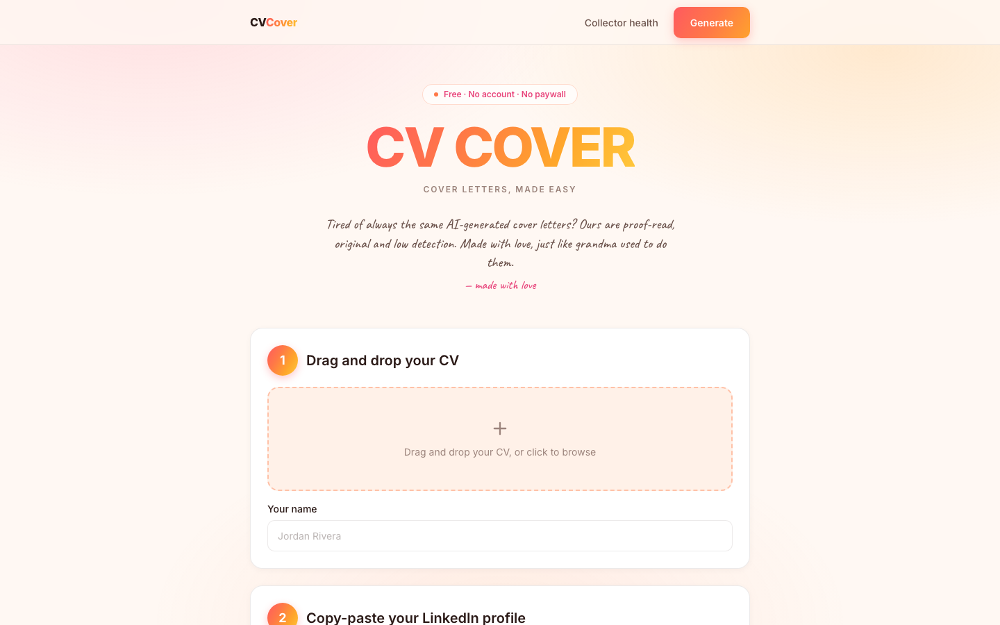 CVCover
Collector health
Generate
Free · No account · No paywall
CV COVER
COVER LETTERS, MADE EASY
Tired of always the same AI-generated cover letters? Ours are proof-read,
original and low detection. Made with love, just like grandma used to do
them.
– made with love
1
Drag and drop your CV
Drag and drop your CV, or click to browse
Your name
Jordan Rivera
2
Copy-paste your LinkedIn profile